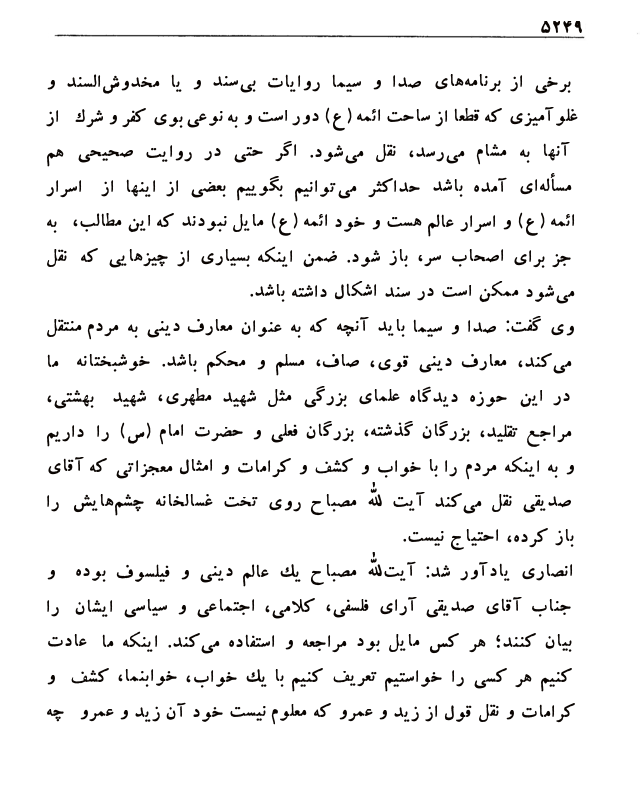 ۵۲۴۹
برخی از برنامه‌های صدا و سیما روایات بی‌سند و یا مخدوش‌السند و
غلو آمیزی که قطعا از ساحت ائمه (ع) دور است و به نوعی بوی کفر و شرك از
آنها به مشام می‌رسد، نقل می‌شود. اگر حتی در روایت صحیحی هم
مسأله‌ای آمده باشد حداکثر می‌توانیم بگوییم بعضی از اینها از اسرار
ائمه (ع) و اسرار عالم هست و خود ائمه (ع) مایل نبودند که این مطالب، به
جز برای اصحاب سر، باز شود. ضمن اینکه بسیاری از چیزهایی که نقل
می‌شود ممکن است در سند اشکال داشته باشد.
وی گفت: صدا و سیما باید آنچه که به عنوان معارف دینی به مردم منتقل
می‌کند، معارف دینی قوی، صاف، مسلم و محکم باشد. خوشبختانه ما
در این حوزه دیدگاه علمای بزرگی مثل شهید مطهری، شهید بهشتی،
مراجع تقلید، بزرگان گذشته، بزرگان فعلی و حضرت امام (س) را داریم
و به اینکه مردم را با خواب و کشف و کرامات و امثال معجزاتی که آقای
صدیقی نقل می‌کند آیت الله مصباح روی تخت غسالخانه چشم‌هایش را
باز کرده، احتیاج نیست.
انصاری یادآور شد: آیت‌الله مصباح یك عالم دینی و فیلسوف بوده و
جناب آقای صدیقی آرای فلسفی، کلامی، اجتماعی و سیاسی ایشان را
بیان کنند؛ هر کس مایل بود مراجعه و استفاده می‌کند. اینکه ما عادت
کنیم هر کسی را خواستیم تعریف کنیم با یك خواب، خوابنما، کشف و
کرامات و نقل قول از زید و عمرو که معلوم نیست خود آن زید و عمرو چه